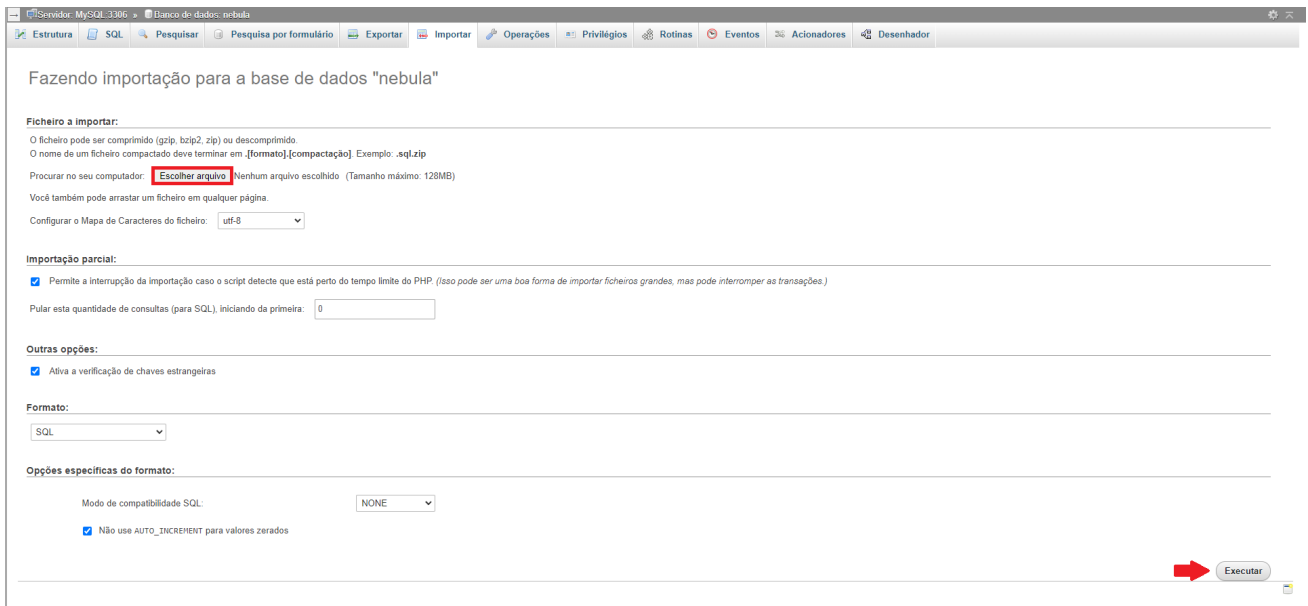 Servidor: MySQL:3306 » Banco de dados: nebula
Estrutura SQL Pesquisar Pesquisa por formulário Exportar Importar Operações Privilégios Rotinas Eventos Acionadores Desenhador
Fazendo importação para a base de dados "nebula"
Ficheiro a importar:
O ficheiro pode ser comprimido (gzip, bzip2, zip) ou descomprimido.
O nome de um ficheiro compactado deve terminar em .[formato].[compactação]. Exemplo: .sql.zip
Procurar no seu computador: Escolher arquivo Nenhum arquivo escolhido (Tamanho máximo: 128MB)
Você também pode arrastar um ficheiro em qualquer página.
Configurar o Mapa de Caracteres do ficheiro: utf-8
Importação parcial:
Permite a interrupção da importação caso o script detecte que está perto do tempo limite do PHP. (Isso pode ser uma boa forma de importar ficheiros grandes, mas pode interromper as transações.)
Pular esta quantidade de consultas (para SQL), iniciando da primeira: 0
Outras opções:
Ativa a verificação de chaves estrangeiras
Formato:
SQL
Opções específicas do formato:
Modo de compatibilidade SQL: NONE
Não use AUTO_INCREMENT para valores zerados
Executar